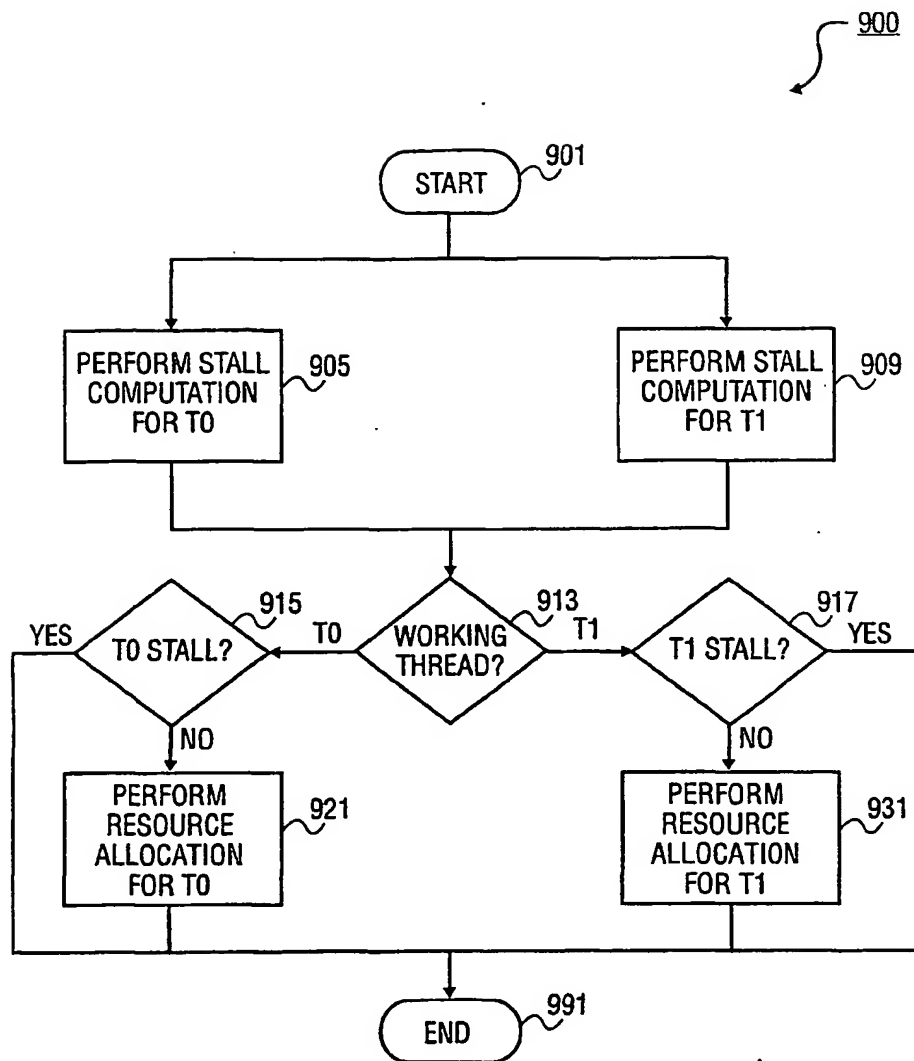 900
901
START
PERFORM STALL
COMPUTATION
FOR T0
905
PERFORM STALL
COMPUTATION
FOR T1
909
915
913
917
YES
T0 STALL?
T0
WORKING
THREAD?
T1
T1 STALL?
YES
NO
NO
PERFORM
RESOURCE
ALLOCATION
FOR T0
921
PERFORM
RESOURCE
ALLOCATION
FOR T1
931
END
991